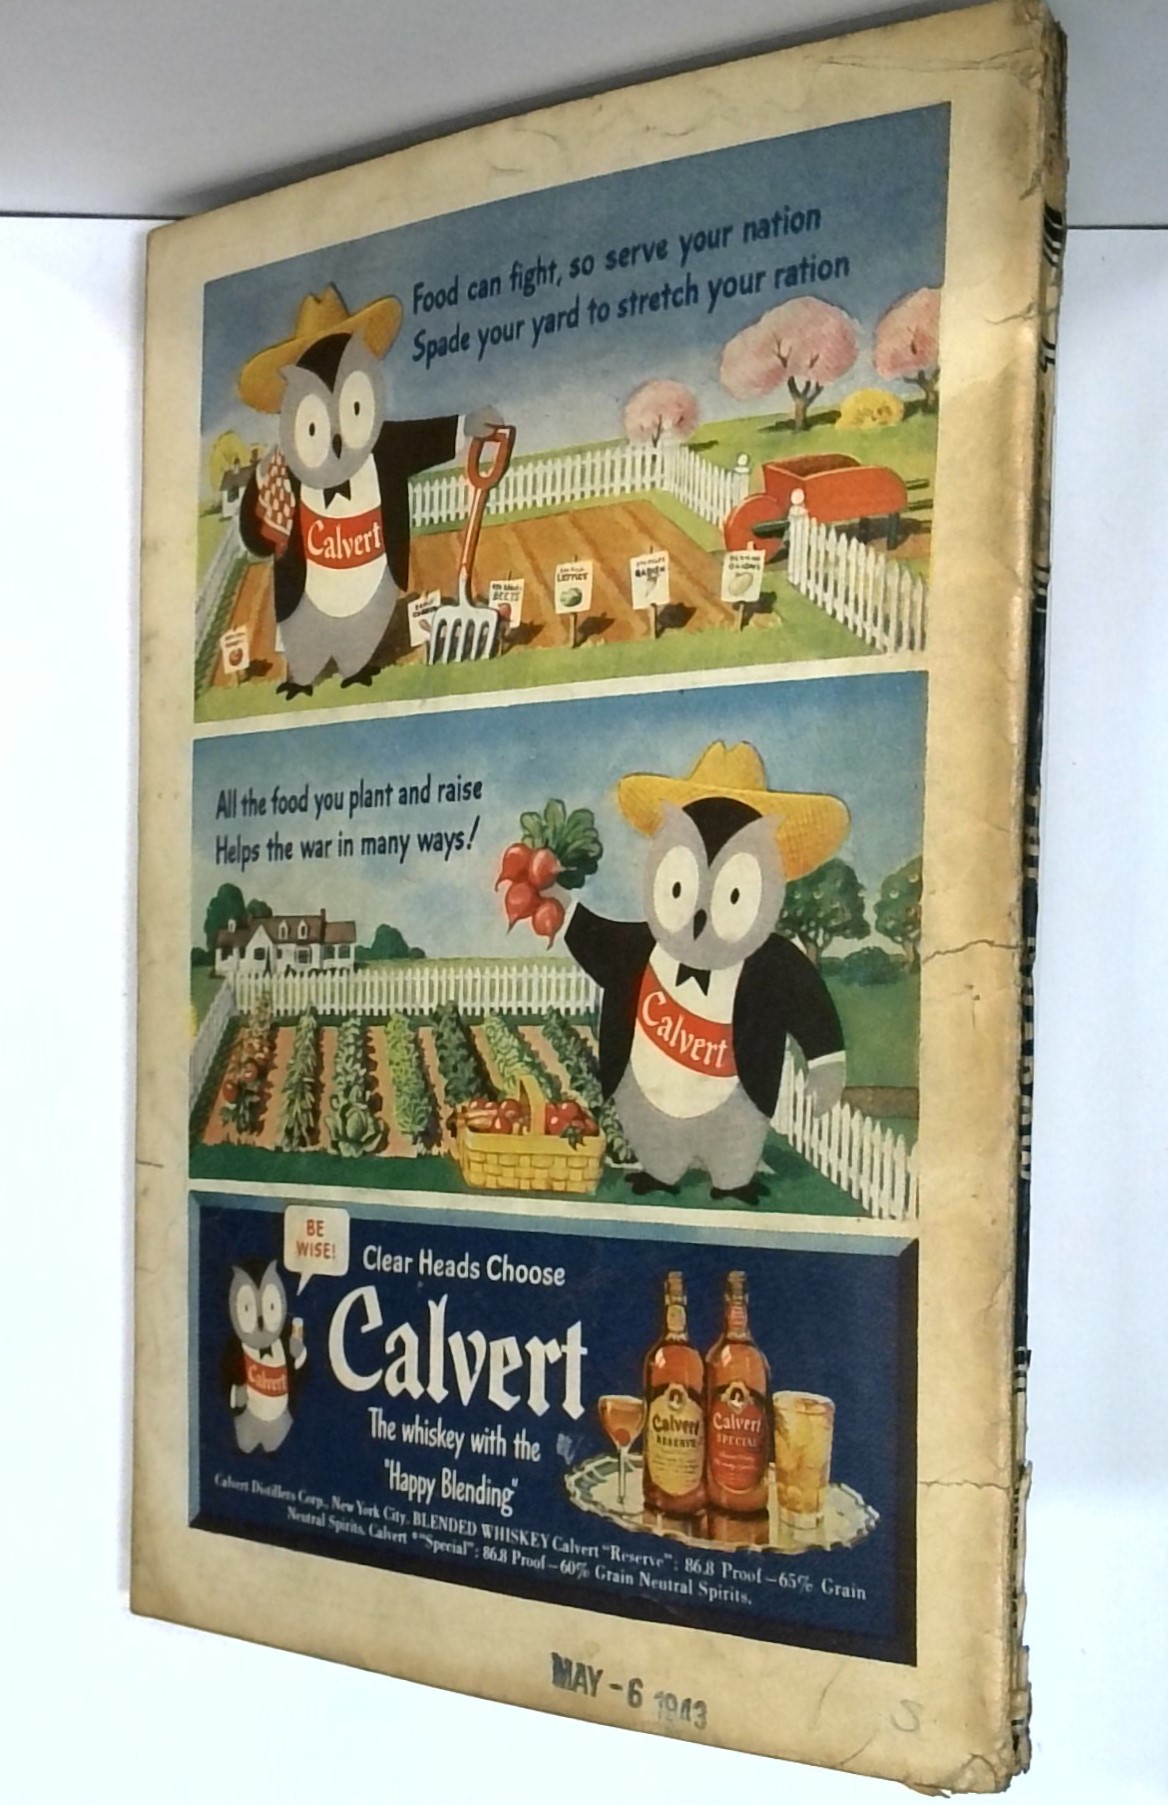 Food can fight, so serve your nation
Spade your yard to stretch your ration
Calvert
LETTUCE
BEETS
All the food you plant and raise
Helps the war in many ways!
Calvert
BE
WISE!
Clear Heads Choose
Calvert
Calvert
The whiskey with the
"Happy Blending"
Calvert
RESERVE
Calvert
SPECIAL
Calvert Distillers Corp., New York City. BLENDED WHISKEY Calvert "Reserve": 86.8 Proof—65% Grain
Neutral Spirits. Calvert "Special": 86.8 Proof—60% Grain Neutral Spirits.
MAY - 6 1943